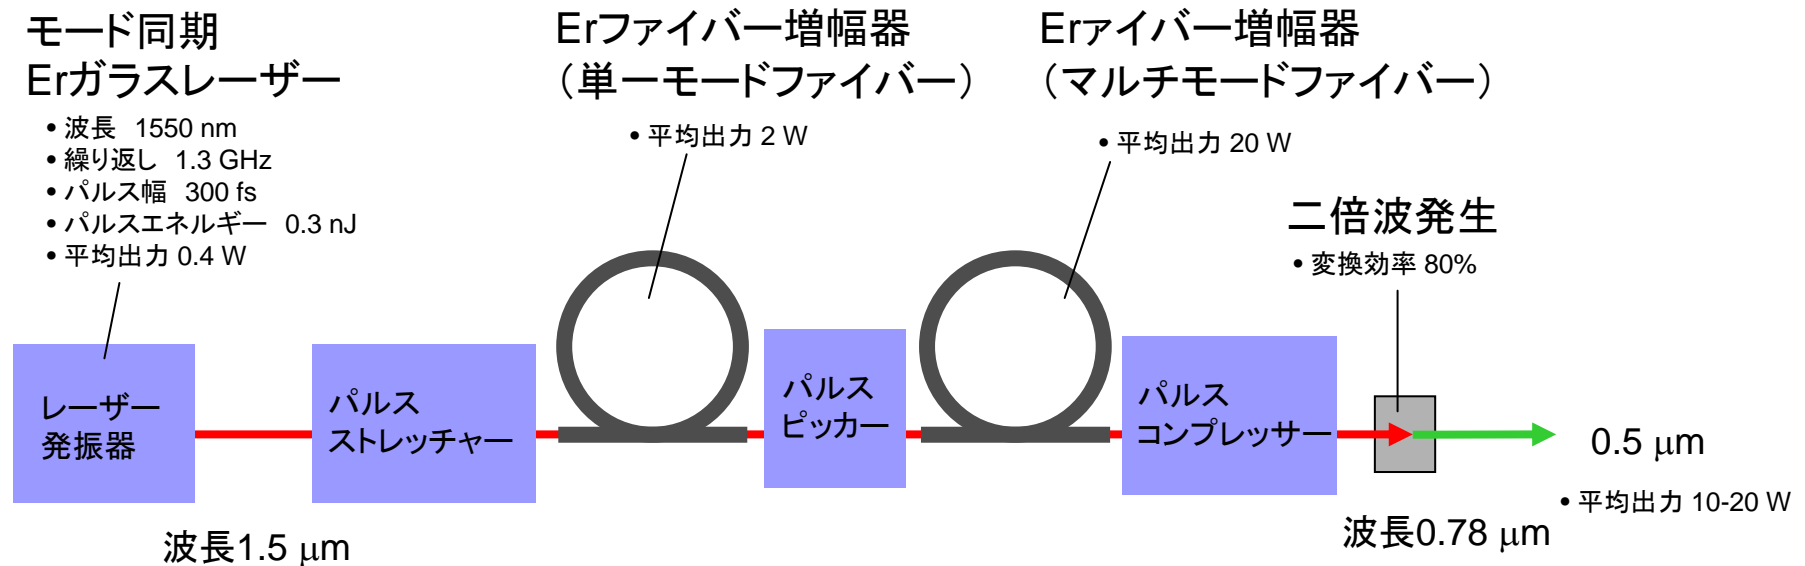 モード同期
Erガラスレーザー
• 波長 1550 nm
• 繰り返し 1.3 GHz
• パルス幅 300 fs
• パルスエネルギー 0.3 nJ
• 平均出力 0.4 W
Erファイバー増幅器
（単一モードファイバー）
• 平均出力 2 W
Erァイバー増幅器
（マルチモードファイバー）
• 平均出力 20 W
二倍波発生
• 変換効率 80%
レーザー
発振器
パルス
ストレッチャー
パルス
ピッカー
パルス
コンプレッサー
0.5 μm
• 平均出力 10-20 W
波長1.5 μm
波長0.78 μm